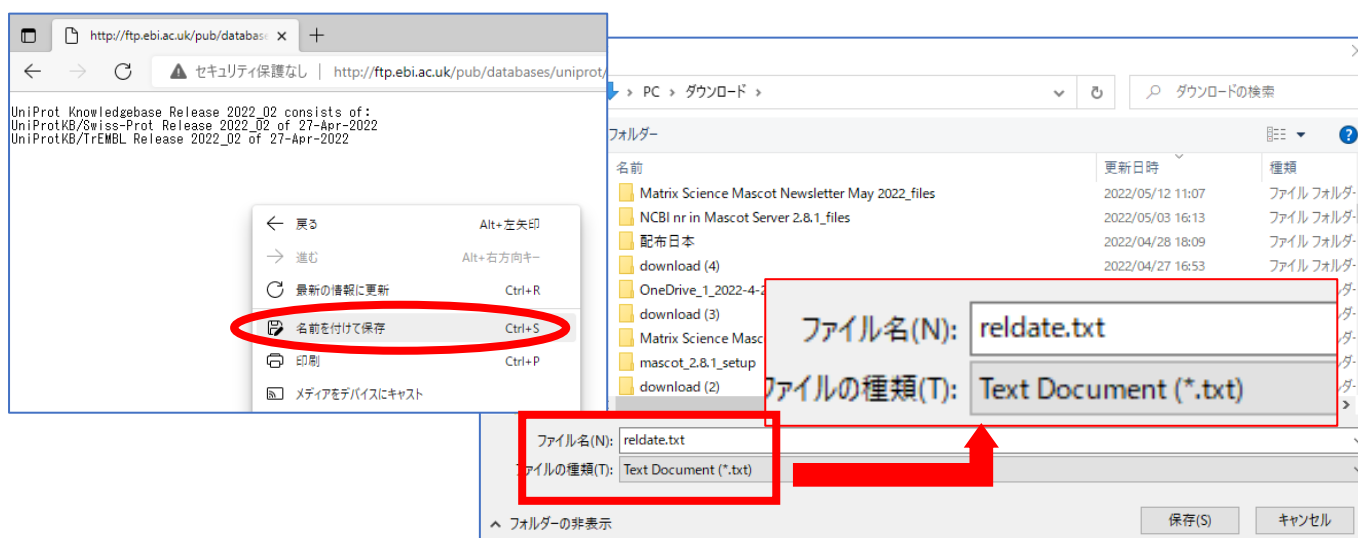 http://ftp.ebi.ac.uk/pub/databas
セキュリティ保護なし | http://ftp.ebi.ac.uk/pub/databases/uniprot/
UniProt Knowledgebase Release 2022_02 consists of:
UniProtKB/Swiss-Prot Release 2022_02 of 27-Apr-2022
UniProtKB/TrEMBL Release 2022_02 of 27-Apr-2022
戻る Alt+左矢印
進む Alt+右方向キー
最新の情報に更新 Ctrl+R
名前を付けて保存 Ctrl+S
印刷 Ctrl+P
メディアをデバイスにキャスト
› PC › ダウンロード ›
ダウンロードの検索
フォルダー
名前 更新日時 種類
Matrix Science Mascot Newsletter May 2022_files 2022/05/12 11:07 ファイル フォルダ-
NCBI nr in Mascot Server 2.8.1_files 2022/05/03 16:13 ファイル フォルダ-
配布日本 2022/04/28 18:09 ファイル フォルダ-
download (4) 2022/04/27 16:53 ファイル フォルダ-
OneDrive_1_2022-4-2
download (3)
Matrix Science Masc
mascot_2.8.1_setup
download (2)
ファイル名(N): reldate.txt
ファイルの種類(T): Text Document (*.txt)
ファイル名(N): reldate.txt
ファイルの種類(T): Text Document (*.txt)
フォルダーの非表示
保存(S) キャンセル